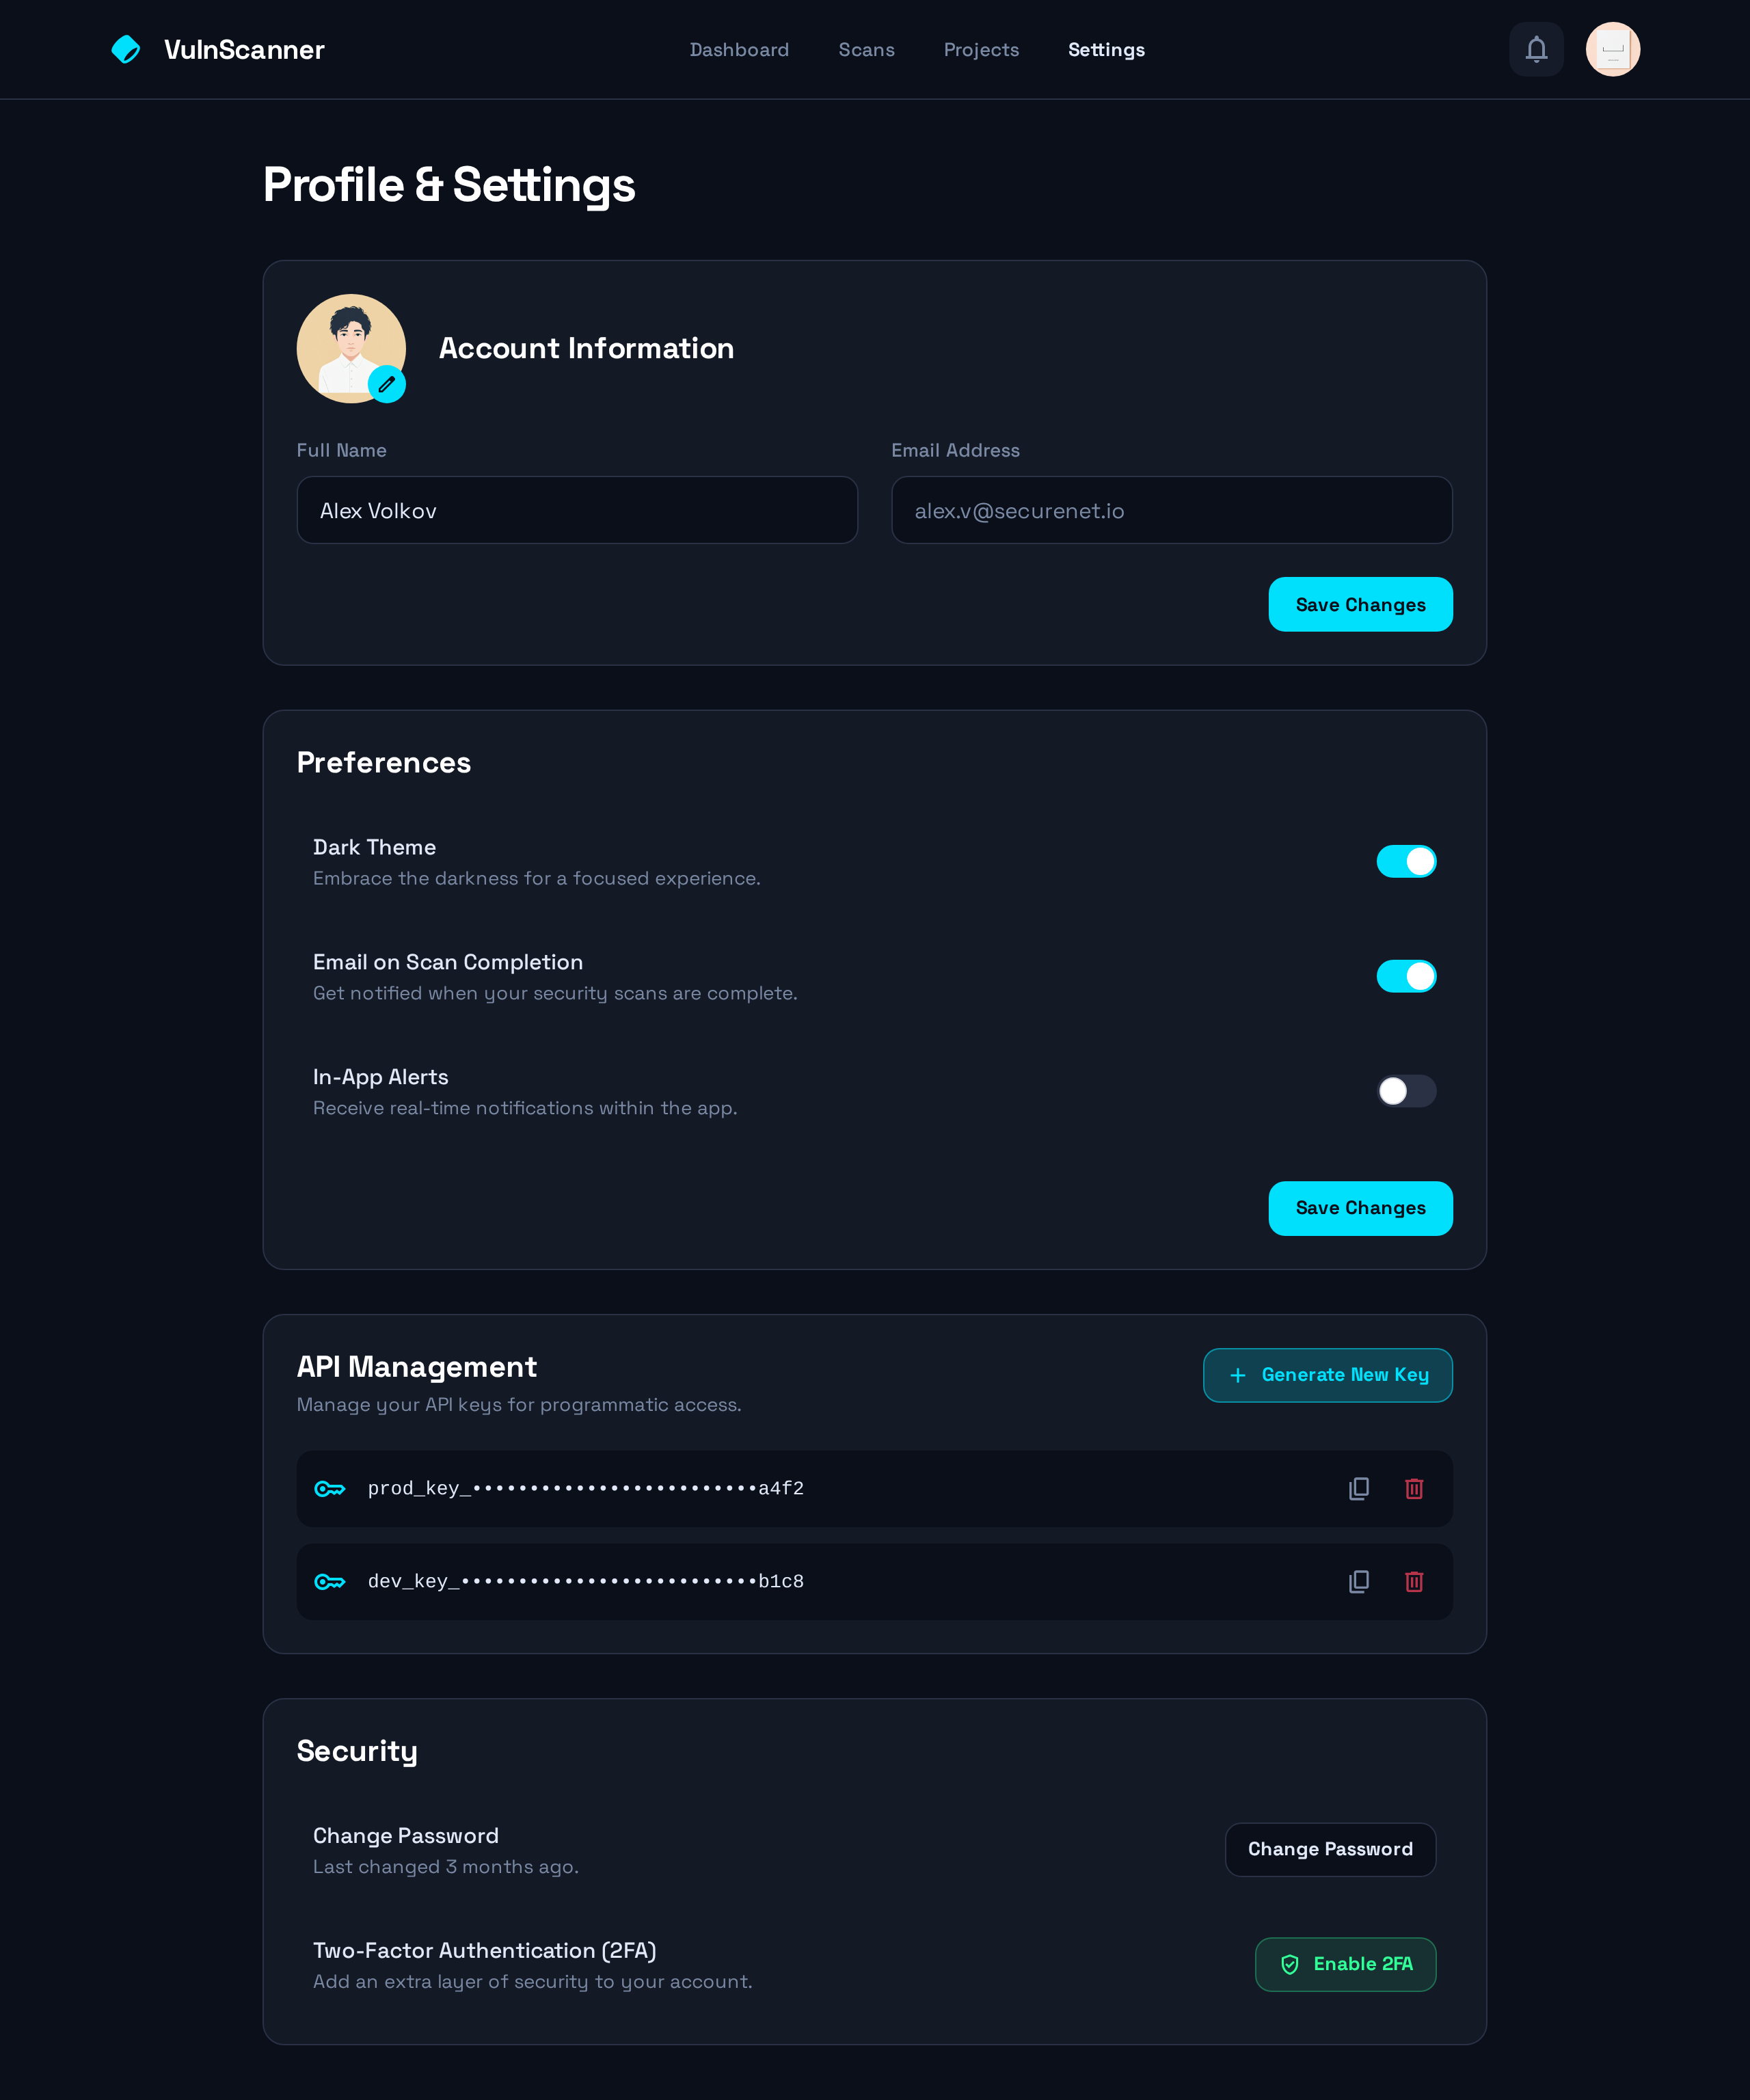 VulnScanner
Dashboard
Scans
Projects
Settings
Profile & Settings
Account Information
Full Name
Email Address
Alex Volkov
alex.v@securenet.io
Save Changes
Preferences
Dark Theme
Embrace the darkness for a focused experience.
Email on Scan Completion
Get notified when your security scans are complete.
In-App Alerts
Receive real-time notifications within the app.
Save Changes
API Management
Manage your API keys for programmatic access.
Generate New Key
prod_key_•••••••••••••••••••••••••a4f2
dev_key_••••••••••••••••••••••••••b1c8
Security
Change Password
Last changed 3 months ago.
Change Password
Two-Factor Authentication (2FA)
Add an extra layer of security to your account.
Enable 2FA